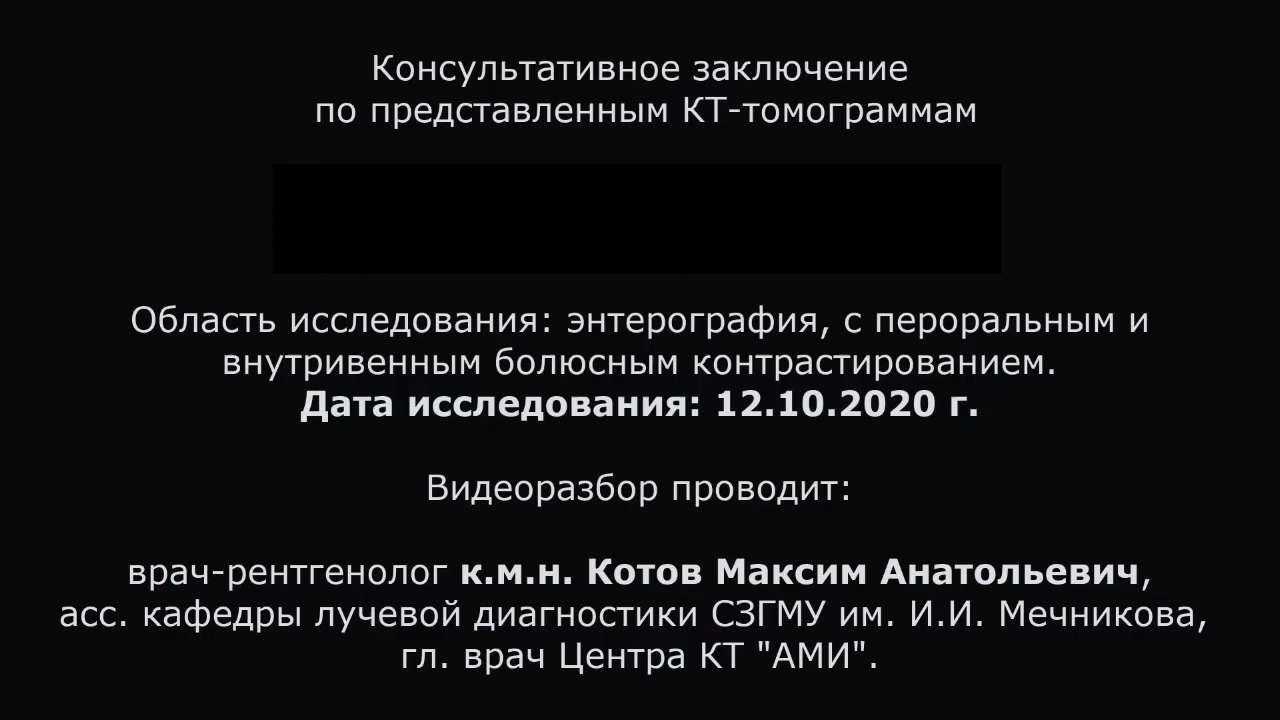 Консультативное заключение
по представленным КТ-томограммам
Область исследования: энтерография, с пероральным и
внутривенным болюсным контрастированием.
Дата исследования: 12.10.2020 г.
Видеоразбор проводит:
врач-рентгенолог к.м.н. Котов Максим Анатольевич,
асс. кафедры лучевой диагностики СЗГМУ им. И.И. Мечникова,
гл. врач Центра КТ "АМИ".